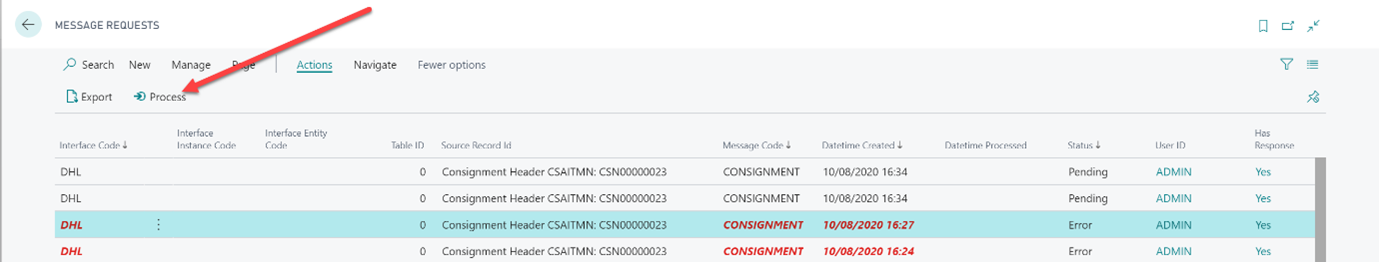 MESSAGE REQUESTS
Search New Manage Page Actions Navigate Fewer options
Export Process
Interface Code ↓ Interface Instance Code Interface Entity Code Table ID Source Record Id Message Code ↓ Datetime Created ↓ Datetime Processed Status ↓ User ID Has Response
DHL 0 Consignment Header CSAITMN: CSN00000023 CONSIGNMENT 10/08/2020 16:34 Pending ADMIN Yes
DHL 0 Consignment Header CSAITMN: CSN00000023 CONSIGNMENT 10/08/2020 16:34 Pending ADMIN Yes
DHL 0 Consignment Header CSAITMN: CSN00000023 CONSIGNMENT 10/08/2020 16:27 Error ADMIN Yes
DHL 0 Consignment Header CSAITMN: CSN00000023 CONSIGNMENT 10/08/2020 16:24 Error ADMIN Yes